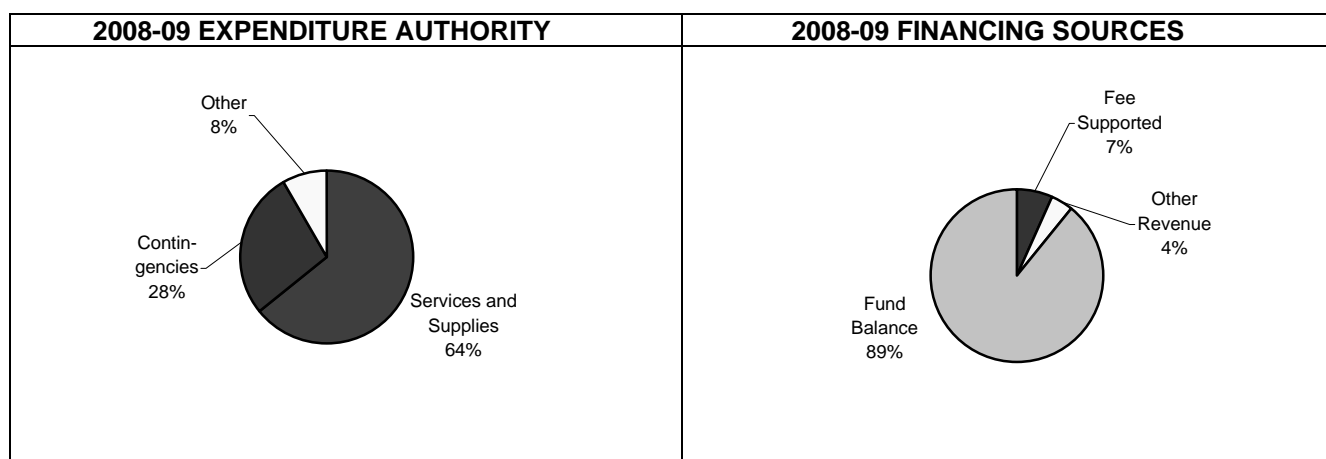 2008-09 EXPENDITURE AUTHORITY
Other
8%
Contin-
gencies
28%
Services and
Supplies
64%
2008-09 FINANCING SOURCES
Fee
Supported
7%
Other
Revenue
4%
Fund
Balance
89%